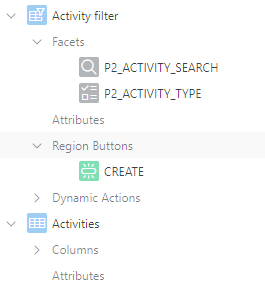 Activity filter
Facets
P2_ACTIVITY_SEARCH
P2_ACTIVITY_TYPE
Attributes
Region Buttons
CREATE
Dynamic Actions
Activities
Columns
Attributes